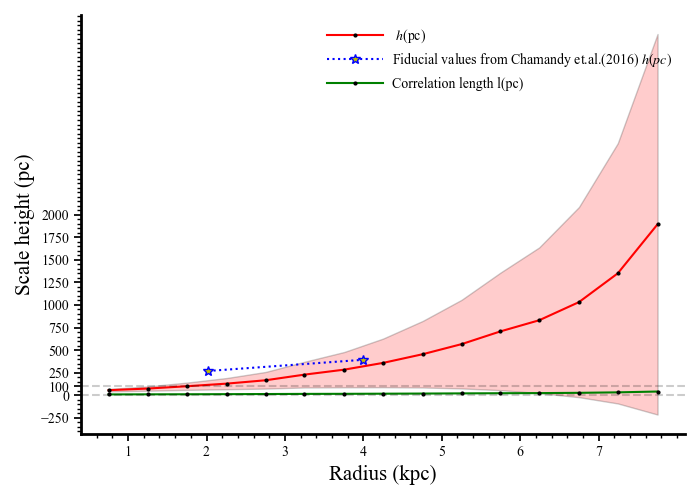 h(pc)
Fiducial values from Chamandy et.al.(2016) h(pc)
Correlation length l(pc)
Scale height (pc)
2000
1750
1500
1250
1000
750
500
250
100
0
−250
1 2 3 4 5 6 7
Radius (kpc)